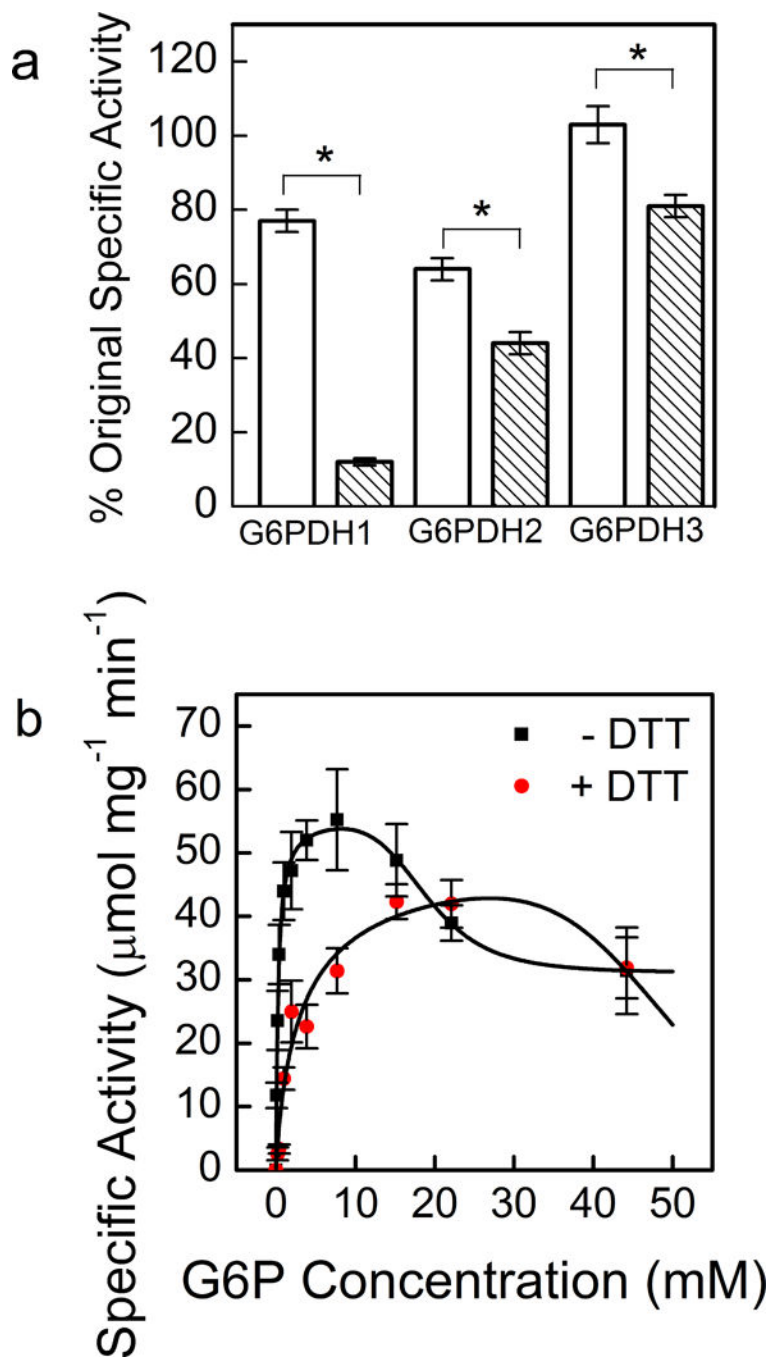 a
% Original Specific Activity
120
100
80
60
40
20
0
*
*
*
G6PDH1 G6PDH2 G6PDH3
b
Specific Activity (μmol mg⁻¹ min⁻¹)
70
60
50
40
30
20
10
0
- DTT
+ DTT
0 10 20 30 40 50
G6P Concentration (mM)